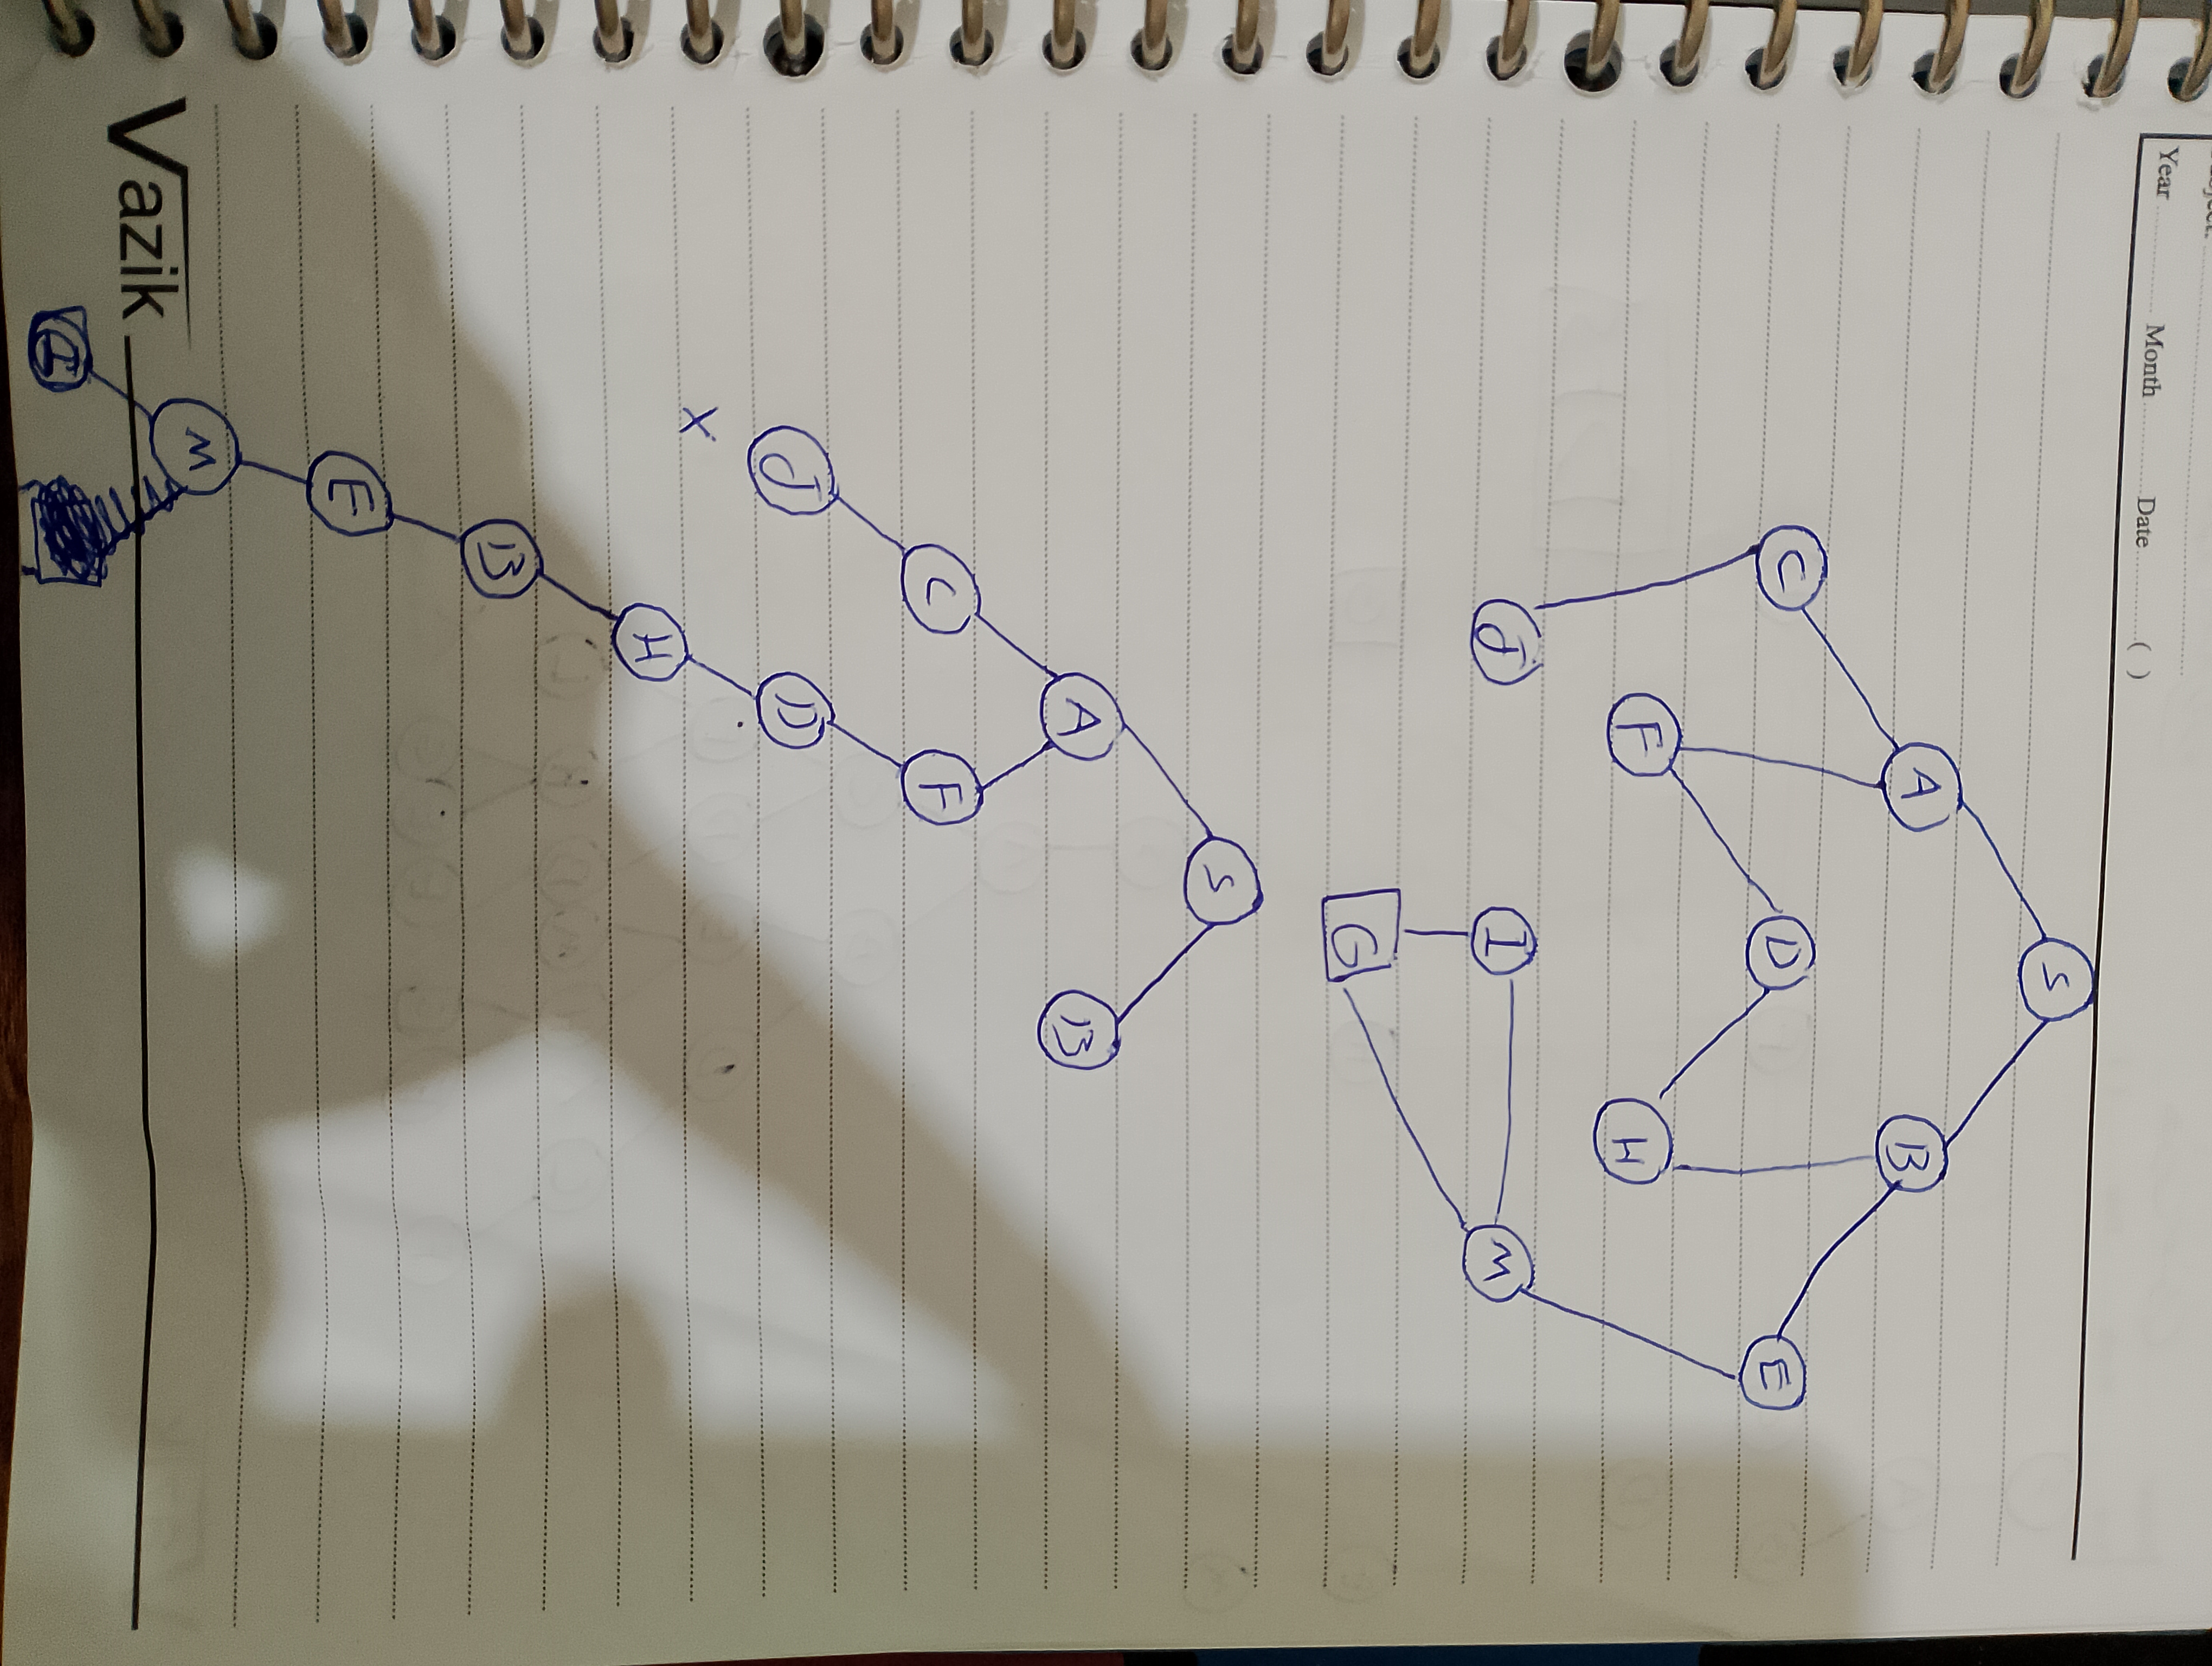 Year Month Date ( )
S
A B
C D E
F H
J I M
G
S
A B
C F
J D
X H
B
E
M
I
Vazik